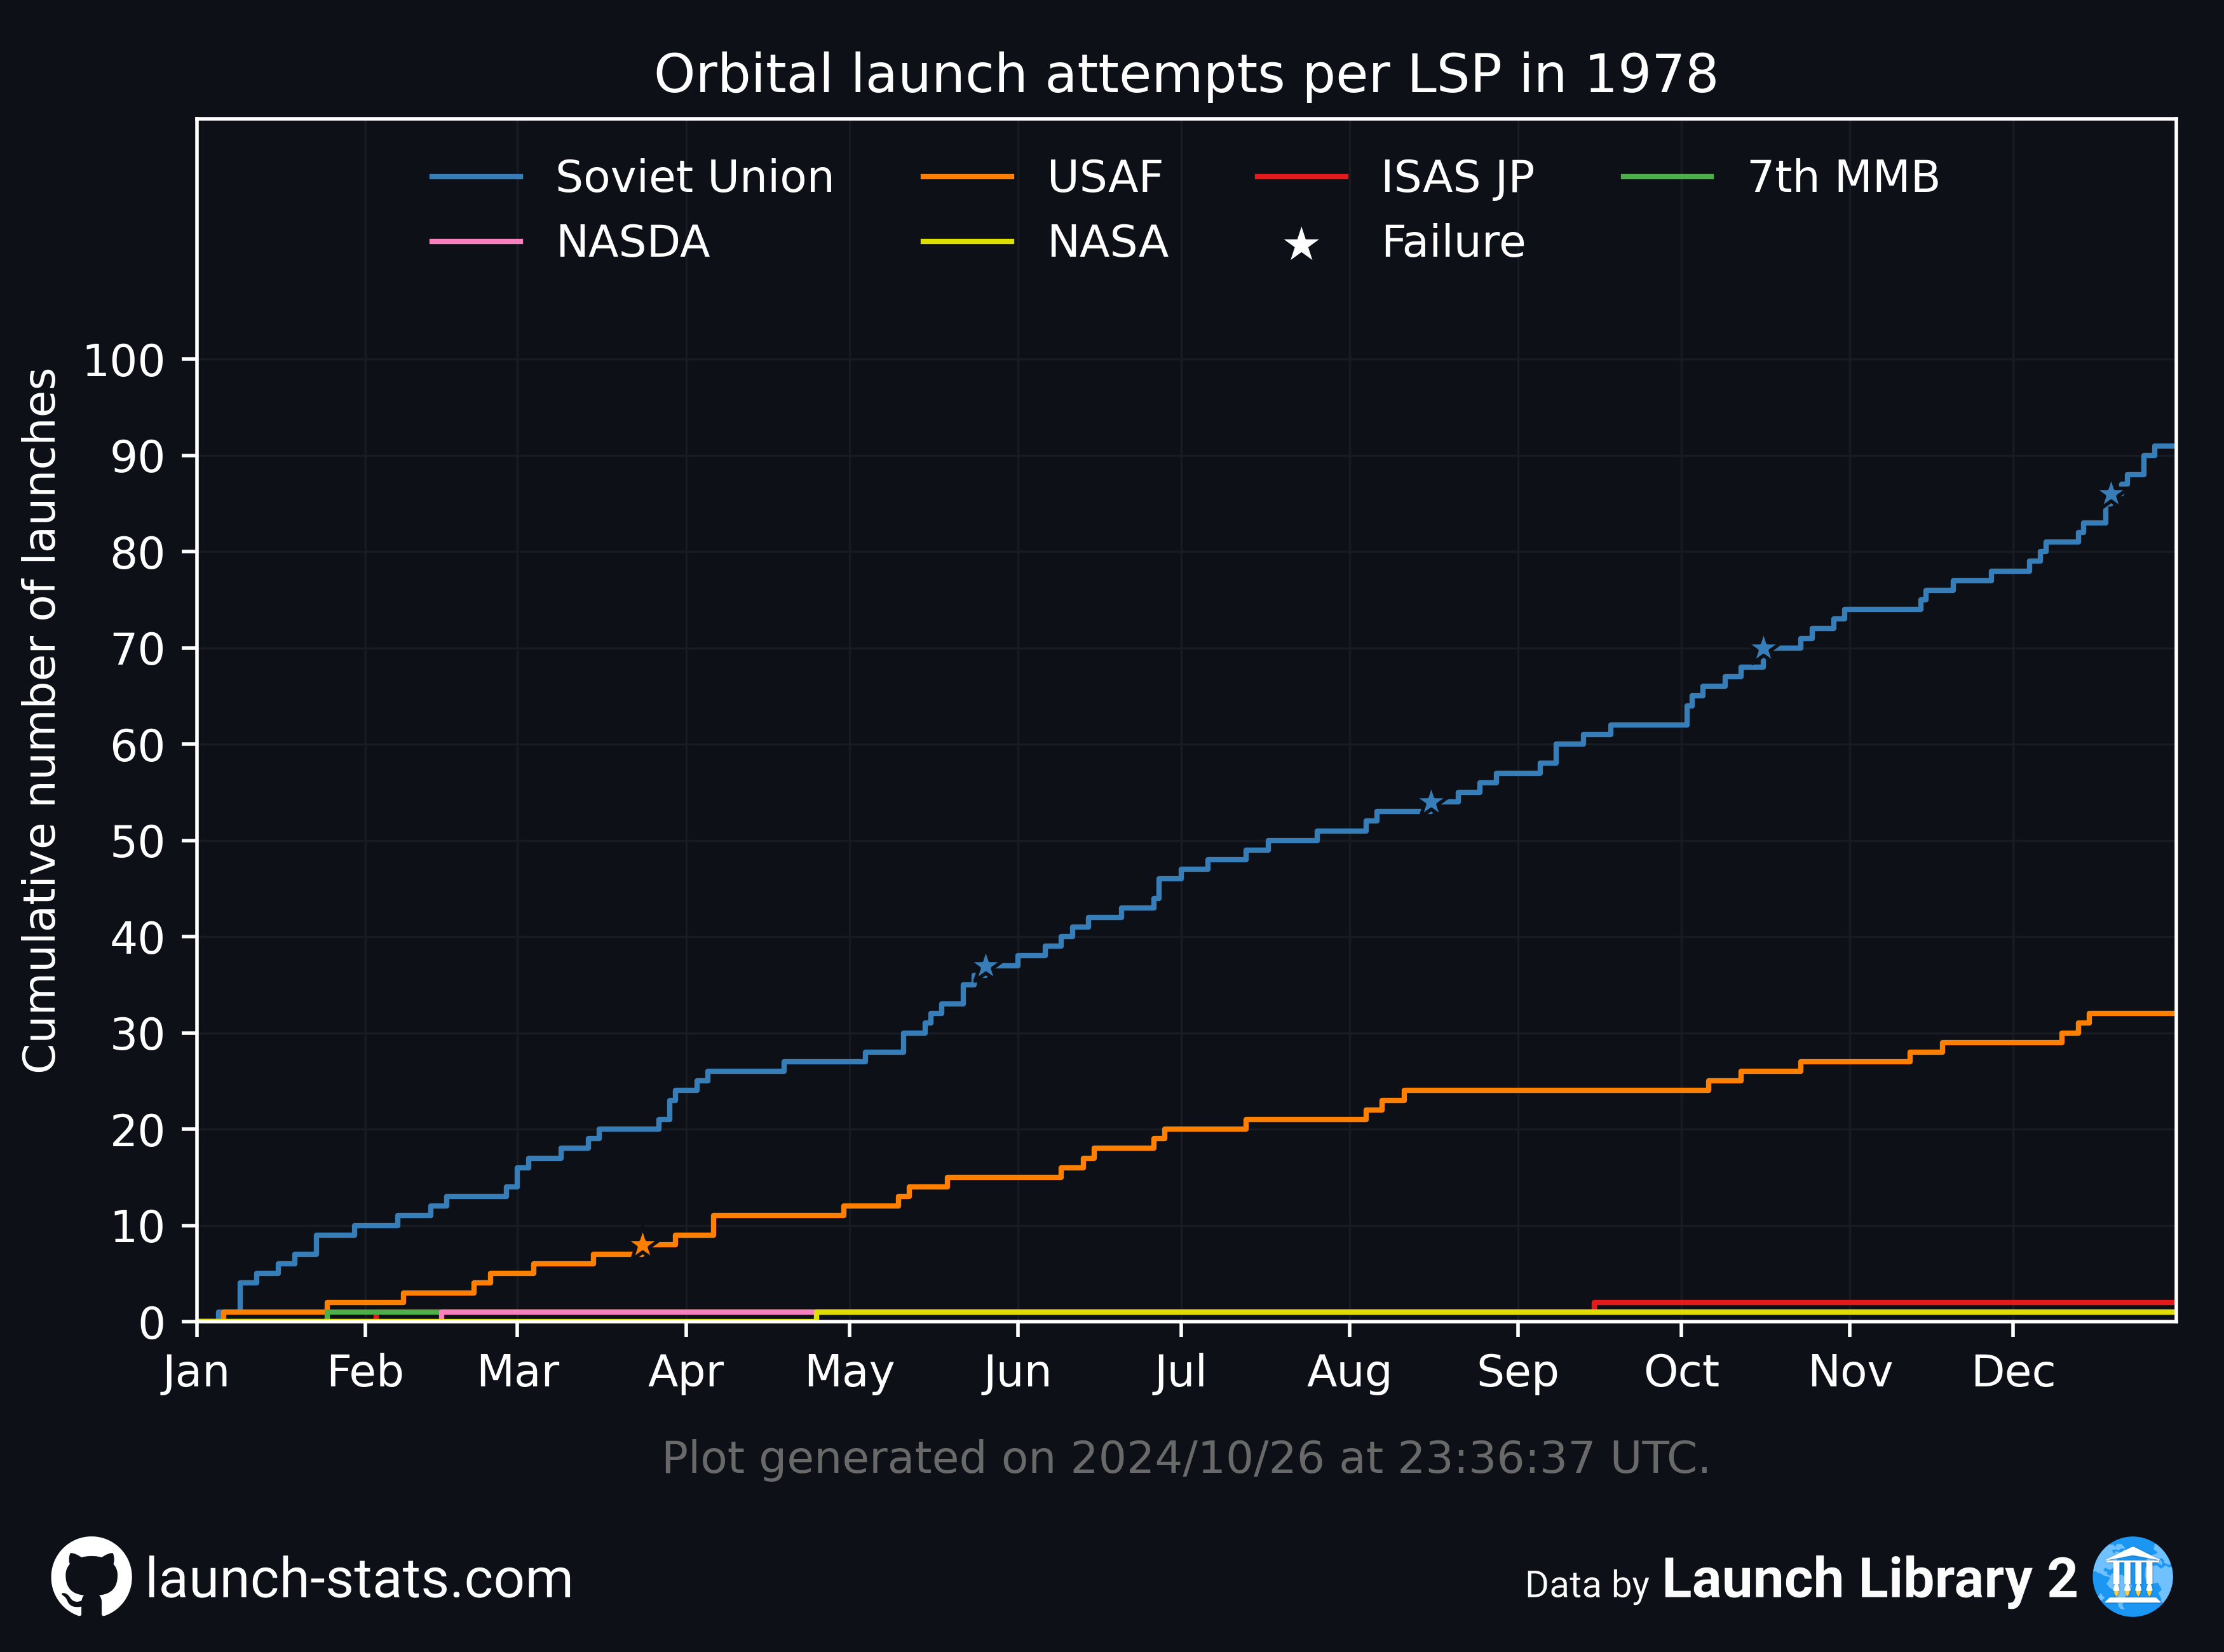 Orbital launch attempts per LSP in 1978
Soviet Union USAF ISAS JP 7th MMB
NASDA NASA Failure
Cumulative number of launches
100
90
80
70
60
50
40
30
20
10
0
Jan Feb Mar Apr May Jun Jul Aug Sep Oct Nov Dec
Plot generated on 2024/10/26 at 23:36:37 UTC.
launch-stats.com
Data by Launch Library 2